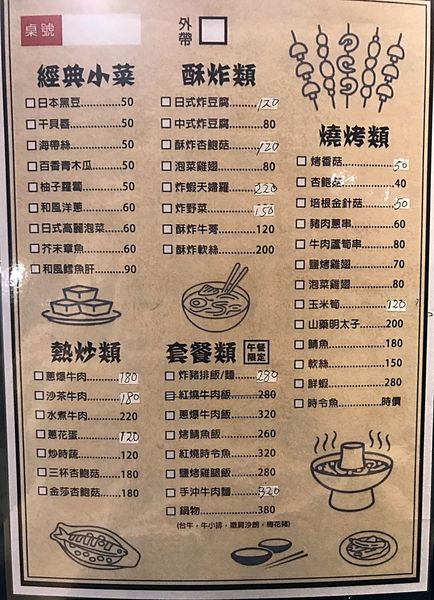 桌號
外帶
經典小菜
日本黑豆............50
干貝唇............50
海帶絲............50
百香青木瓜.......50
柚子蘿蔔............50
和風洋蔥............60
日式高麗泡菜......60
芥末章魚............60
和風鱈魚肝.........90
酥炸類
日式炸豆腐.........120
中式炸豆腐.........80
酥炸杏鮑菇.........120
泡菜雞翅............80
炸蝦天婦羅.........220
炸野菜............150
酥炸牛蒡............120
酥炸軟絲............200
燒烤類
烤香菇............50
杏鮑菇............40
培根金針菇.........50
豬肉蔥串............60
牛肉蘆筍串.........80
鹽烤雞翅............70
泡菜雞翅............80
玉米筍............120
山藥明太子.........200
鯖魚............180
軟絲............150
鮮蝦............280
時令魚............時價
熱炒類
蔥爆牛肉............180
沙茶牛肉............180
水煮牛肉............220
蔥花蛋............120
炒時蔬............120
三杯杏鮑菇.........180
金莎杏鮑菇.........180
套餐類 午餐限定
炸豬排飯/麵.........280
紅燒牛肉飯.........280
蔥爆牛肉飯.........320
烤鯖魚飯............260
紅燒時令魚.........320
鹽烤雞腿飯.........280
手沖牛肉麵.........320
鍋物............380
(台牛，牛小排，嫩肩沙朗，梅花豬)